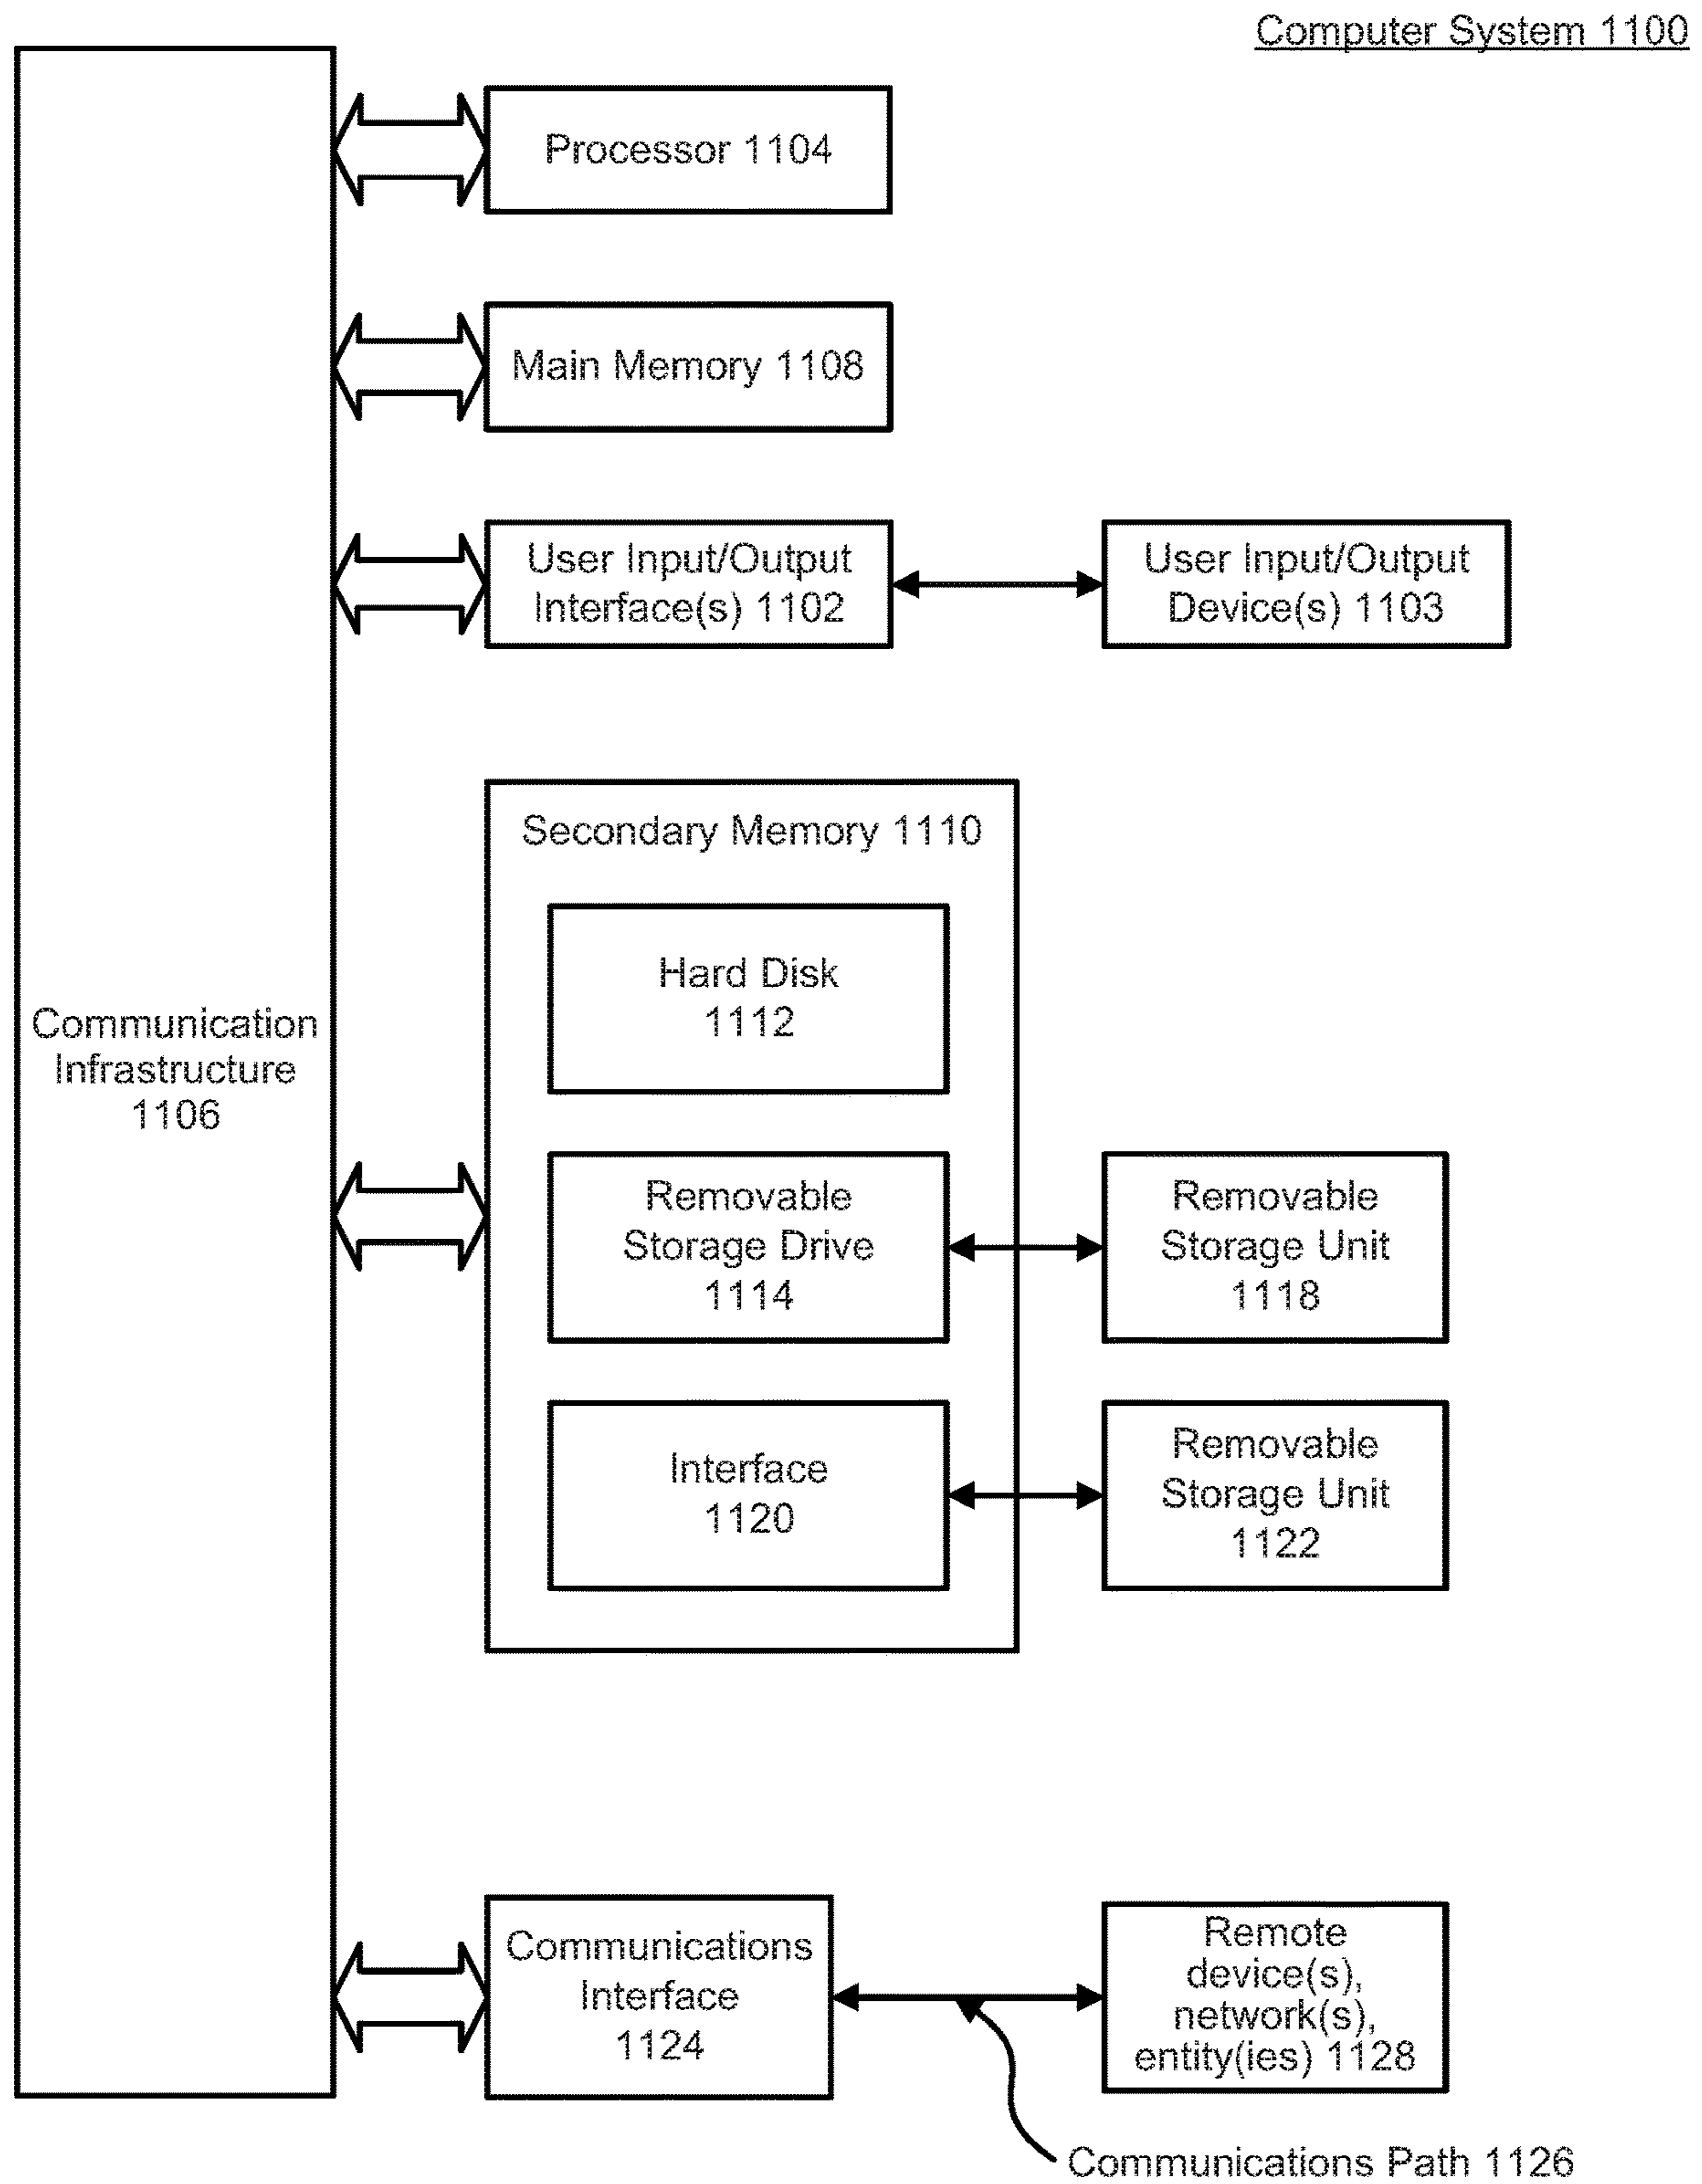 Computer System 1100
Processor 1104
Main Memory 1108
User Input/Output
Interface(s) 1102
User Input/Output
Device(s) 1103
Secondary Memory 1110
Hard Disk
1112
Communication
Infrastructure
1106
Removable
Storage Drive
1114
Removable
Storage Unit
1118
Interface
1120
Removable
Storage Unit
1122
Communications
Interface
1124
Remote
device(s),
network(s),
entity(ies) 1128
Communications Path 1126